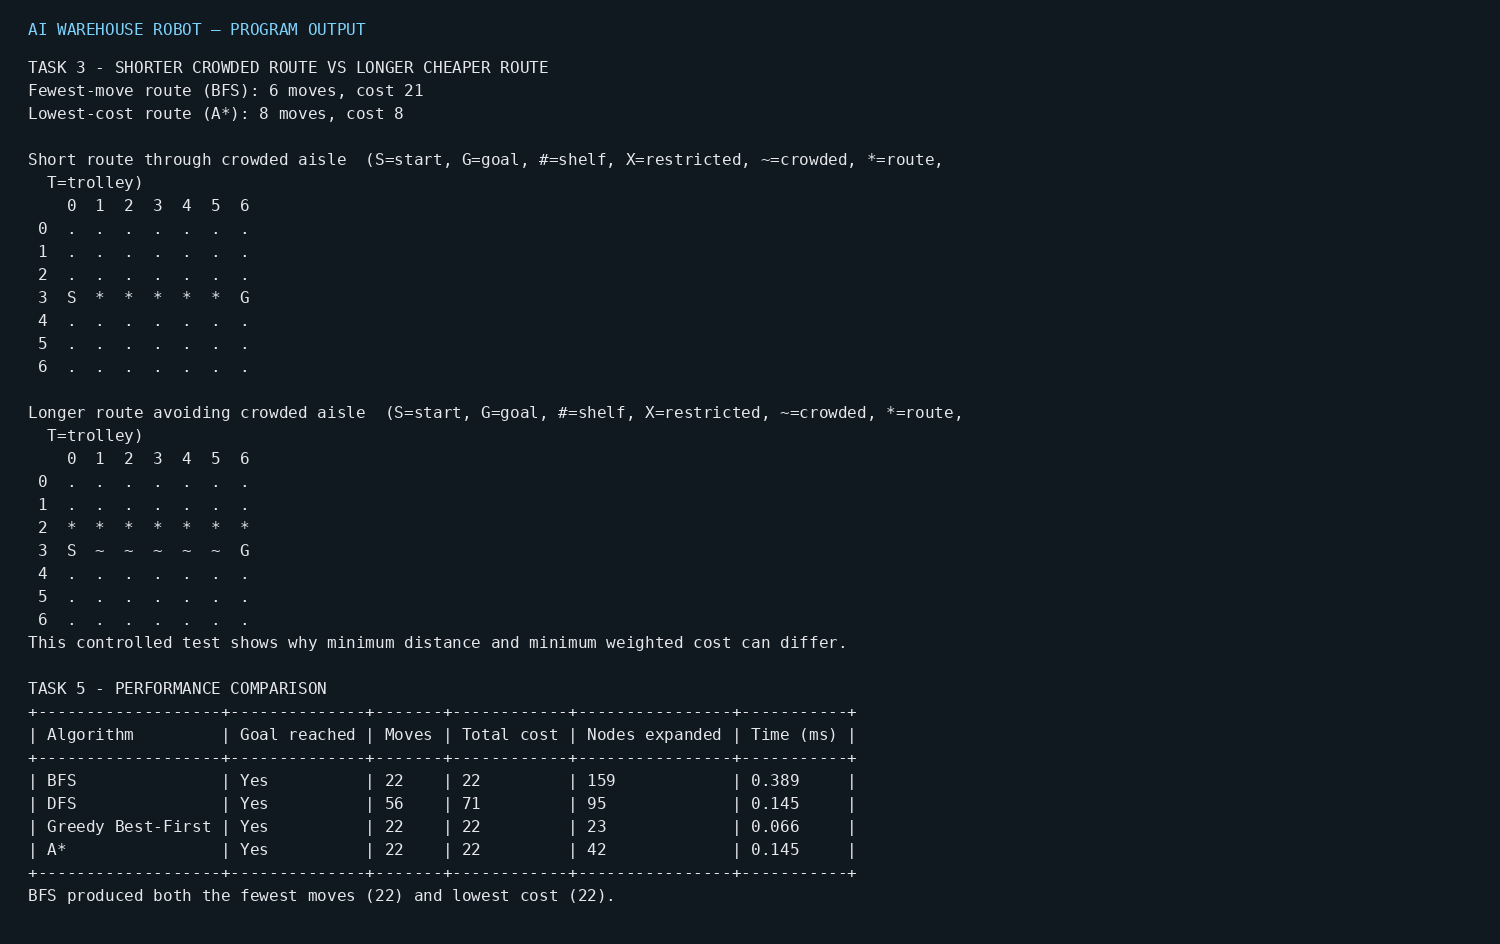 AI WAREHOUSE ROBOT — PROGRAM OUTPUT
TASK 3 - SHORTER CROWDED ROUTE VS LONGER CHEAPER ROUTE
Fewest-move route (BFS): 6 moves, cost 21
Lowest-cost route (A*): 8 moves, cost 8

Short route through crowded aisle  (S=start, G=goal, #=shelf, X=restricted, ~=crowded, *=route,
  T=trolley)
    0  1  2  3  4  5  6
 0  .  .  .  .  .  .  .
 1  .  .  .  .  .  .  .
 2  .  .  .  .  .  .  .
 3  S  *  *  *  *  *  G
 4  .  .  .  .  .  .  .
 5  .  .  .  .  .  .  .
 6  .  .  .  .  .  .  .

Longer route avoiding crowded aisle  (S=start, G=goal, #=shelf, X=restricted, ~=crowded, *=route,
  T=trolley)
    0  1  2  3  4  5  6
 0  .  .  .  .  .  .  .
 1  .  .  .  .  .  .  .
 2  *  *  *  *  *  *  *
 3  S  ~  ~  ~  ~  ~  G
 4  .  .  .  .  .  .  .
 5  .  .  .  .  .  .  .
 6  .  .  .  .  .  .  .
This controlled test shows why minimum distance and minimum weighted cost can differ.

TASK 5 - PERFORMANCE COMPARISON
+-------------------+--------------+-------+------------+----------------+-----------+
| Algorithm         | Goal reached | Moves | Total cost | Nodes expanded | Time (ms) |
+-------------------+--------------+-------+------------+----------------+-----------+
| BFS               | Yes          | 22    | 22         | 159            | 0.389     |
| DFS               | Yes          | 56    | 71         | 95             | 0.145     |
| Greedy Best-First | Yes          | 22    | 22         | 23             | 0.066     |
| A*                | Yes          | 22    | 22         | 42             | 0.145     |
+-------------------+--------------+-------+------------+----------------+-----------+
BFS produced both the fewest moves (22) and lowest cost (22).